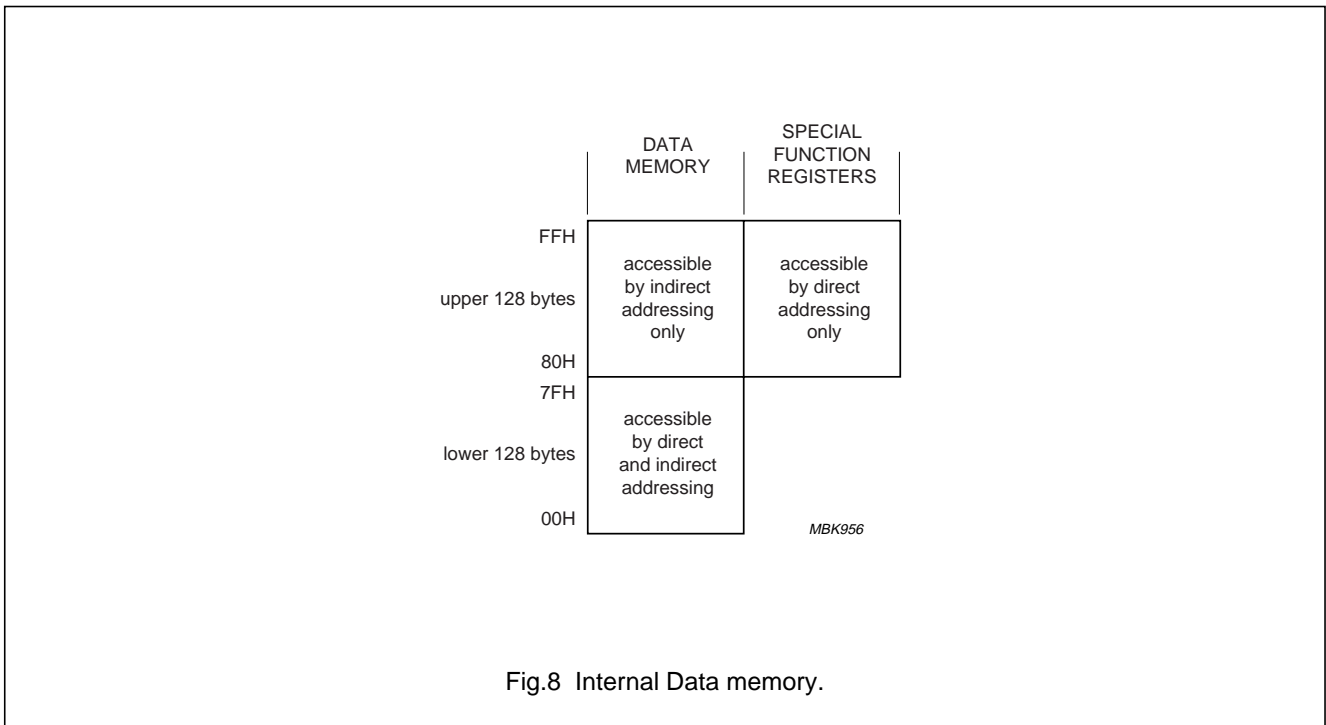 DATA
MEMORY
SPECIAL
FUNCTION
REGISTERS
FFH
upper 128 bytes
80H
accessible
by indirect
addressing
only
accessible
by direct
addressing
only
7FH
lower 128 bytes
00H
accessible
by direct
and indirect
addressing
MBK956
Fig.8 Internal Data memory.